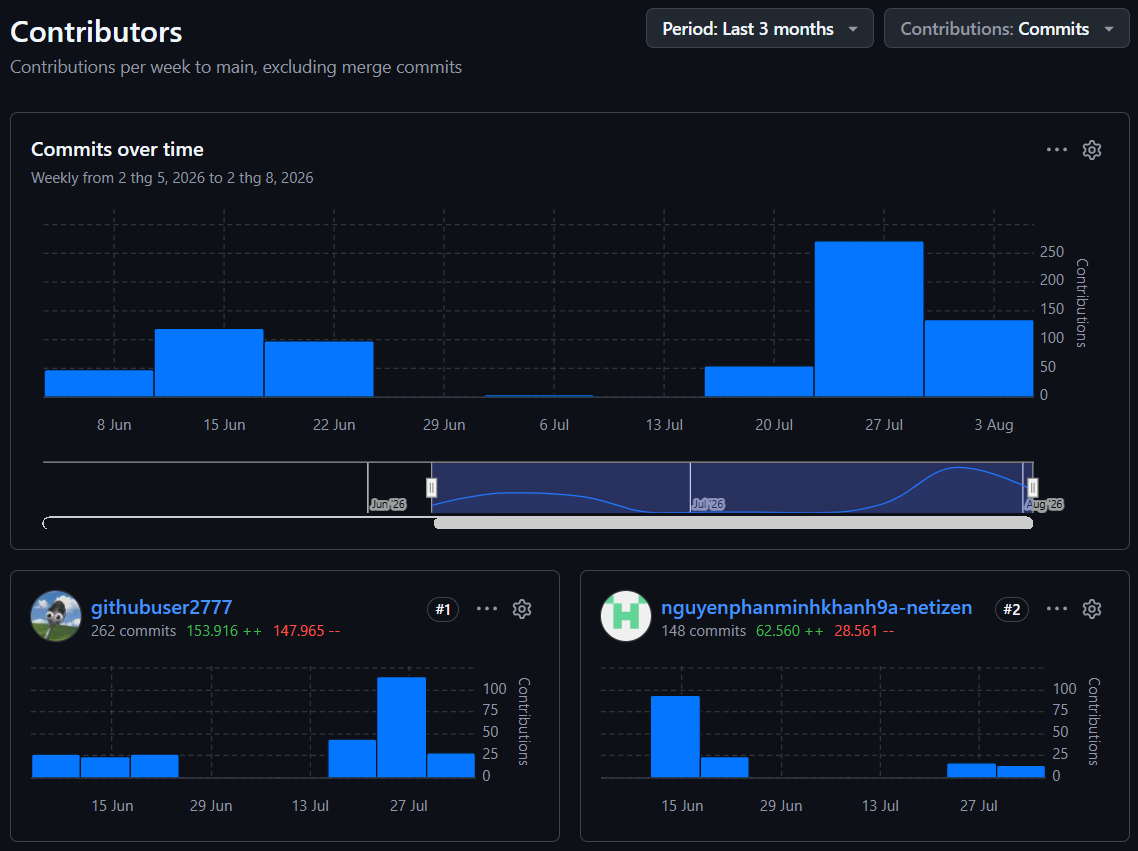 Contributors
Period: Last 3 months
Contributions: Commits
Contributions per week to main, excluding merge commits
Commits over time
Weekly from 2 thg 5, 2026 to 2 thg 8, 2026
250
200
150
100
50
0
Contributions
8 Jun
15 Jun
22 Jun
29 Jun
6 Jul
13 Jul
20 Jul
27 Jul
3 Aug
Jun '26
Jul '26
Aug '26
githubuser2777
#1
262 commits 153.916 ++ 147.965 --
100
75
50
25
0
Contributions
15 Jun
29 Jun
13 Jul
27 Jul
nguyenphanminhkhanh9a-netizen
#2
148 commits 62.560 ++ 28.561 --
100
75
50
25
0
Contributions
15 Jun
29 Jun
13 Jul
27 Jul